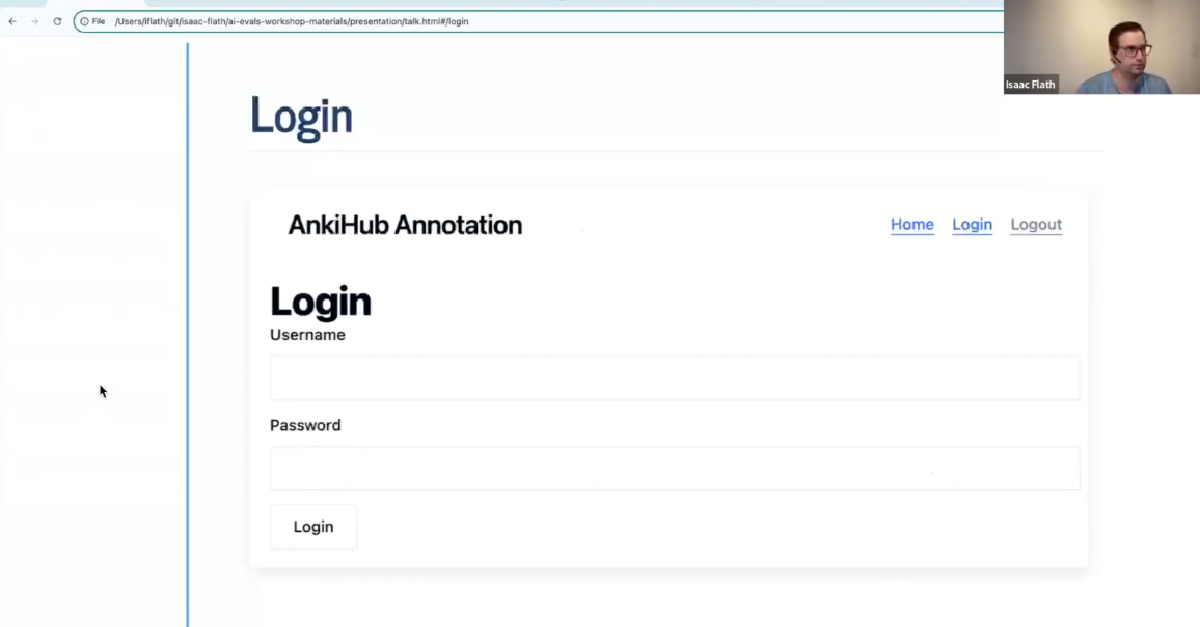 File /Users/iflath/git/isaac-flath/ai-evals-workshop-materials/presentation/talk.html#/login
Isaac Flath
Login
AnkiHub Annotation
Home Login Logout
Login
Username
Password
Login